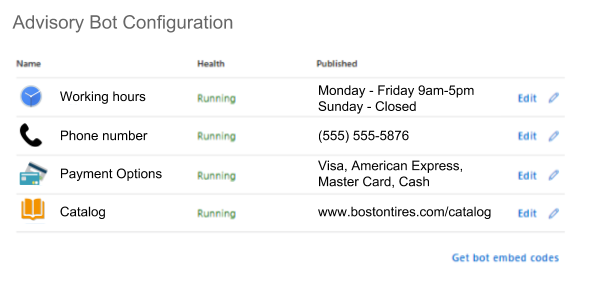 Advisory Bot Configuration
Name Health Published
Working hours Running Monday - Friday 9am-5pm Edit
Sunday - Closed
Phone number Running (555) 555-5876 Edit
Payment Options Running Visa, American Express, Edit
Master Card, Cash
Catalog Running www.bostontires.com/catalog Edit
Get bot embed codes